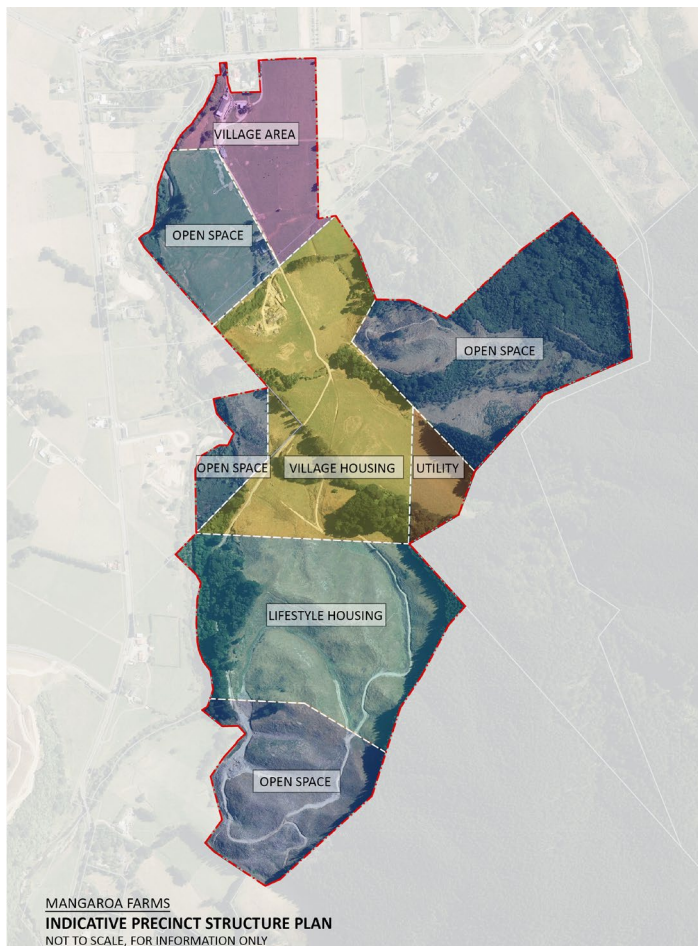 VILLAGE AREA
OPEN SPACE
OPEN SPACE
OPEN SPACE
VILLAGE HOUSING
UTILITY
LIFESTYLE HOUSING
OPEN SPACE
MANGAROA FARMS
INDICATIVE PRECINCT STRUCTURE PLAN
NOT TO SCALE, FOR INFORMATION ONLY